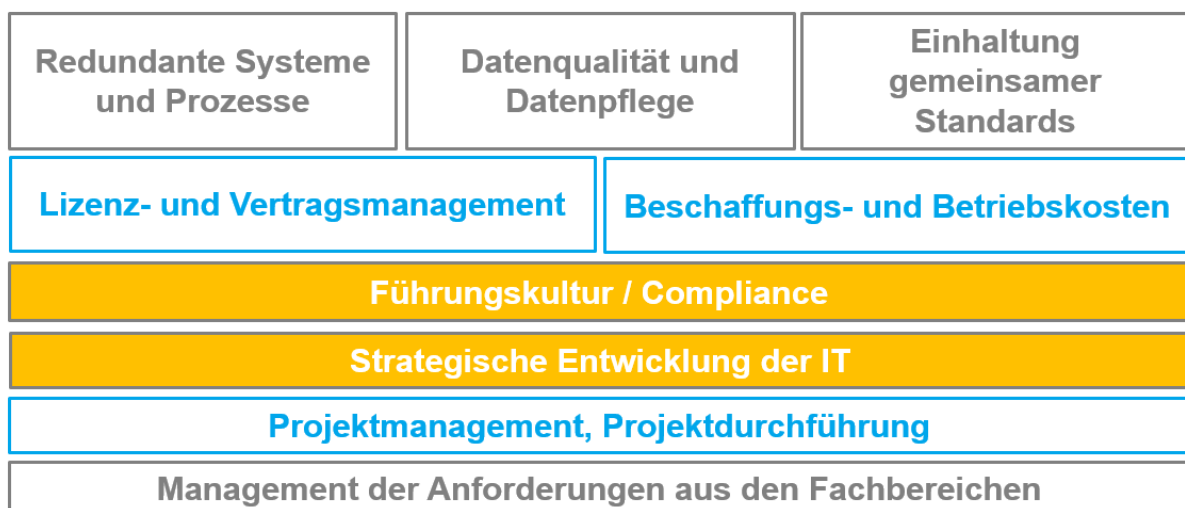 Redundante Systeme
und Prozesse
Datenqualität und
Datenpflege
Einhaltung
gemeinsamer
Standards
Lizenz- und Vertragsmanagement
Beschaffungs- und Betriebskosten
Führungskultur / Compliance
Strategische Entwicklung der IT
Projektmanagement, Projektdurchführung
Management der Anforderungen aus den Fachbereichen